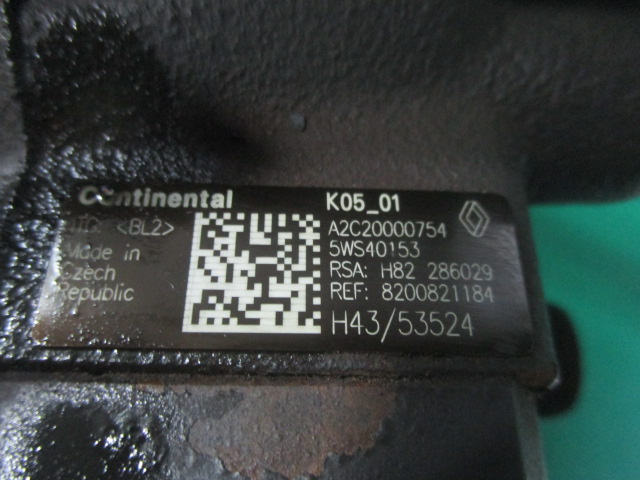 Continental
<BL2>
Made in
Czech
Republic
K05_01
A2C20000754
5WS40153
RSA: H82 286029
REF: 8200821184
H43/53524